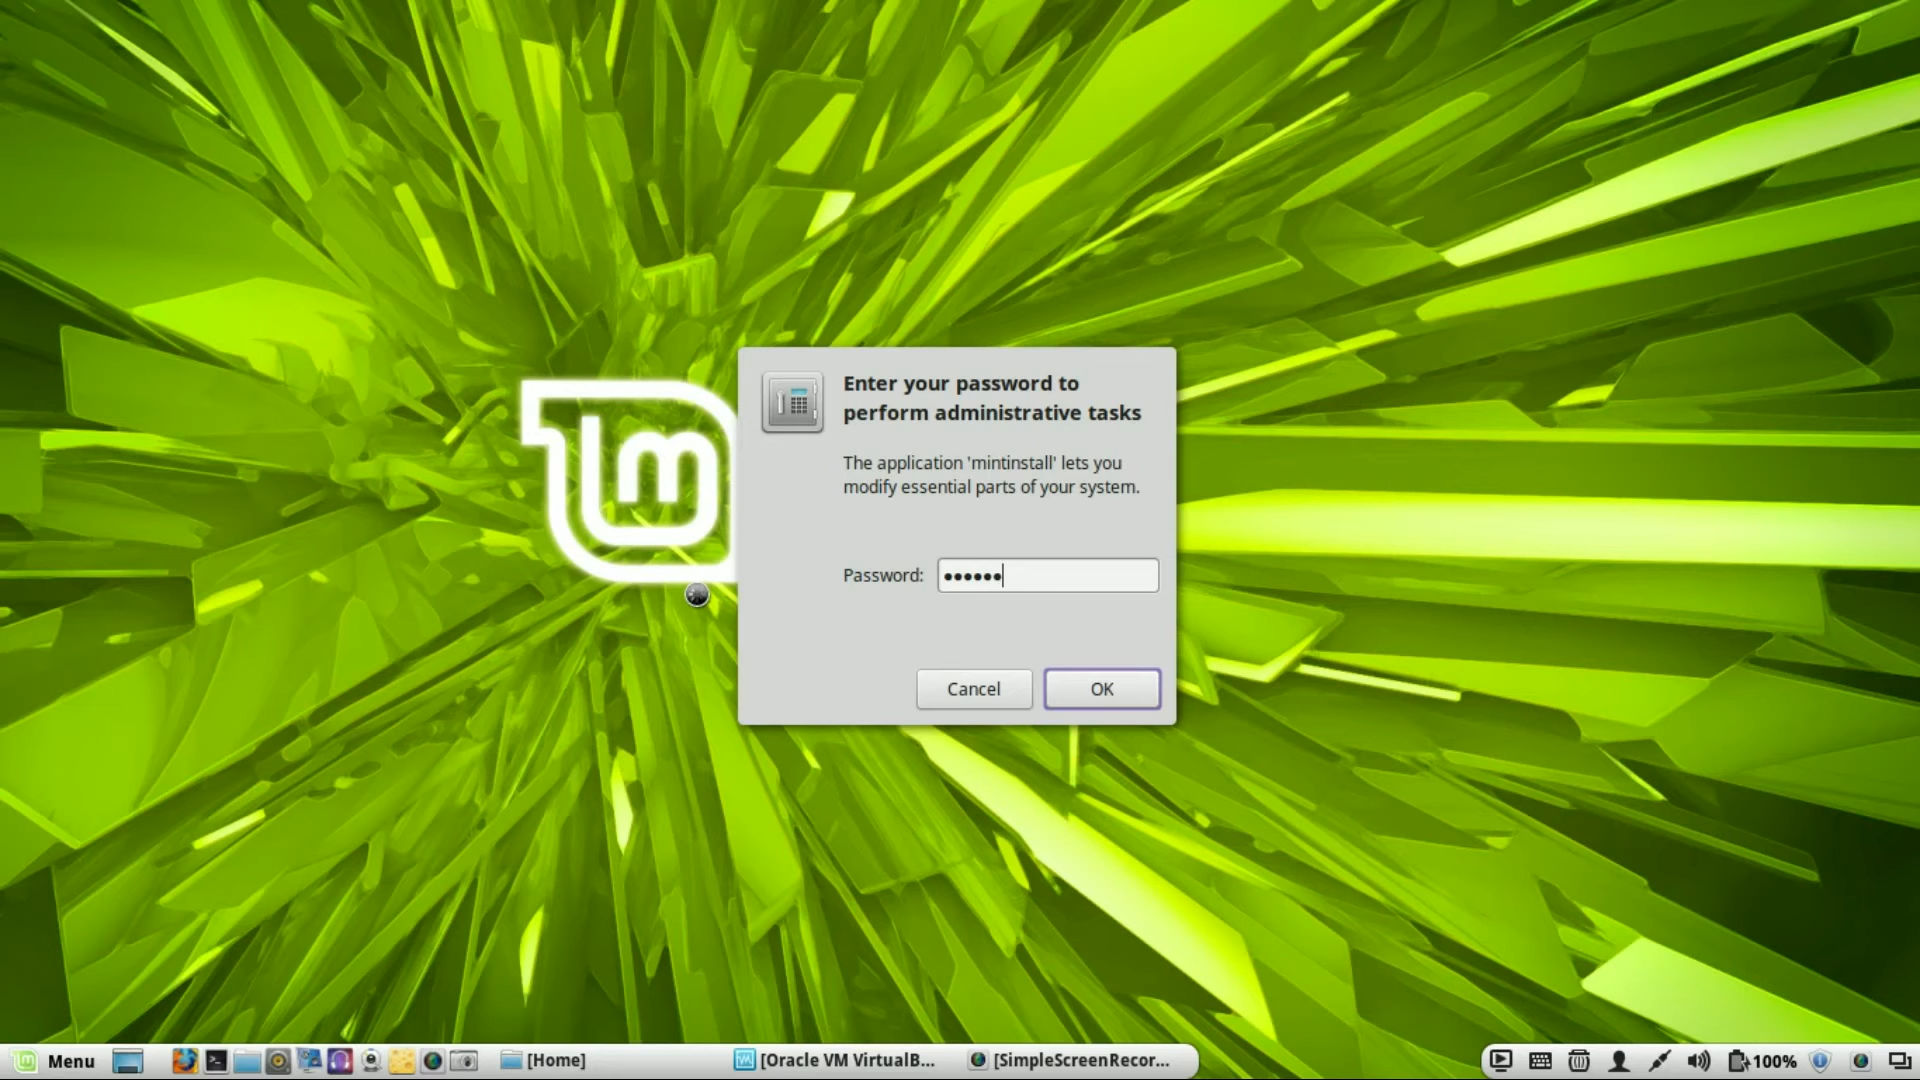 Enter your password to
perform administrative tasks
The application 'mintinstall' lets you
modify essential parts of your system.
Password: ••••••
Cancel OK
Menu [Home] [Oracle VM VirtualB... [SimpleScreenRecor... 100%